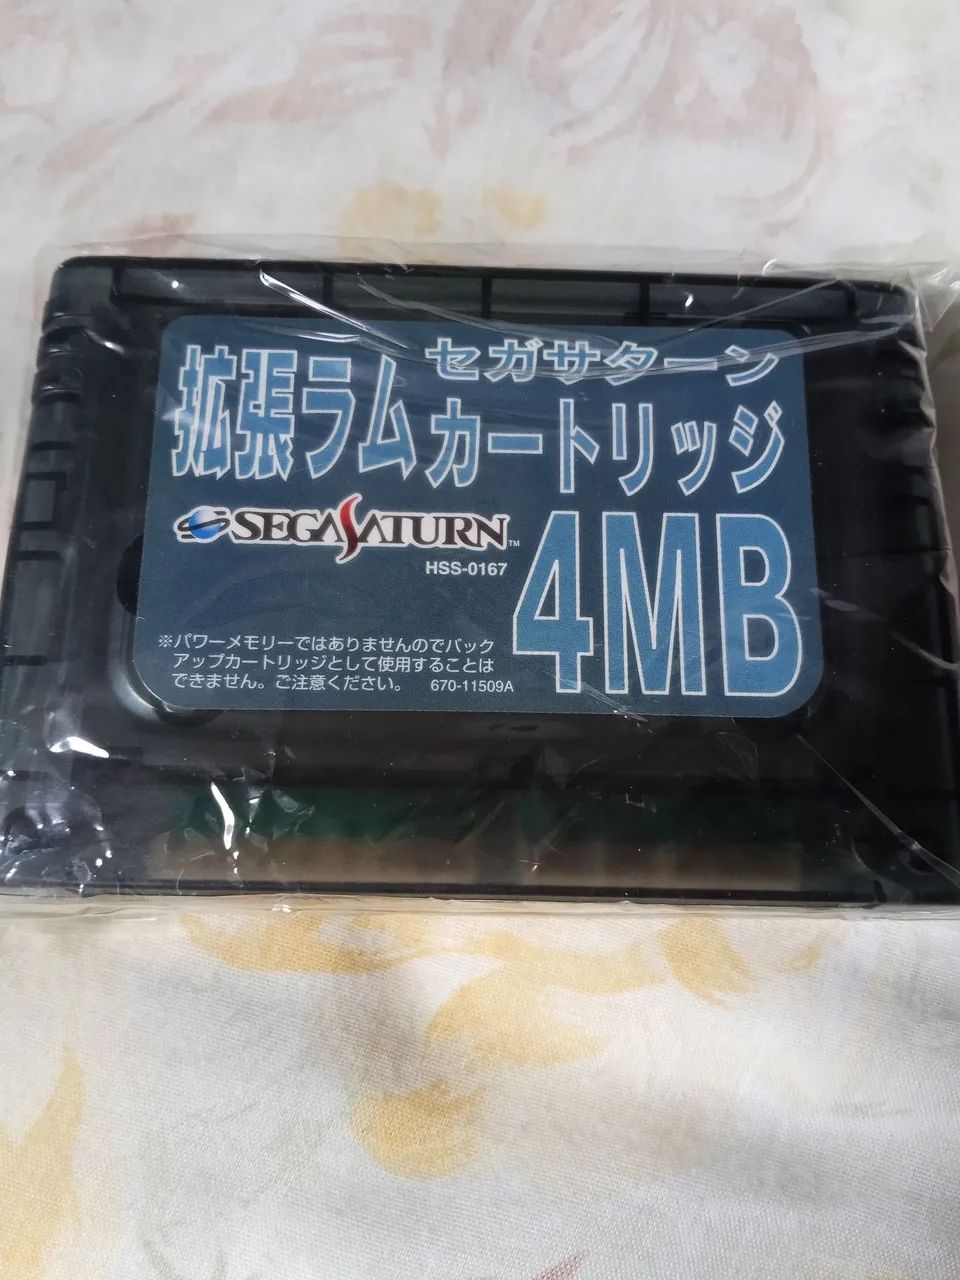 セガサターン
拡張ラムカートリッジ
SEGA SATURN™
HSS-0167
4MB
※パワーメモリーではありませんのでバック
アップカートリッジとして使用することは
できません。ご注意ください。 670-11509A